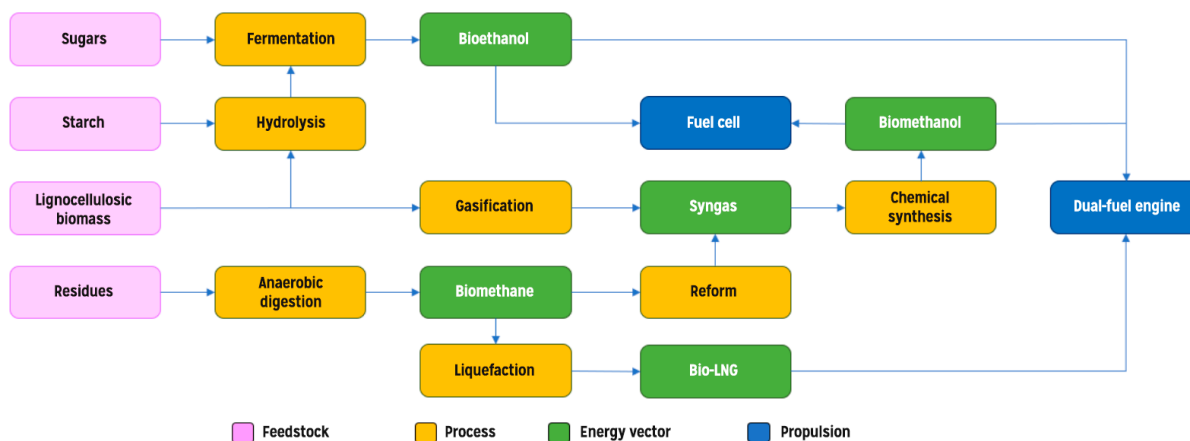 Sugars
Fermentation
Bioethanol
Starch
Hydrolysis
Fuel cell
Biomethanol
Lignocellulosic
biomass
Gasification
Syngas
Chemical
synthesis
Dual-fuel engine
Residues
Anaerobic
digestion
Biomethane
Reform
Liquefaction
Bio-LNG
Feedstock
Process
Energy vector
Propulsion